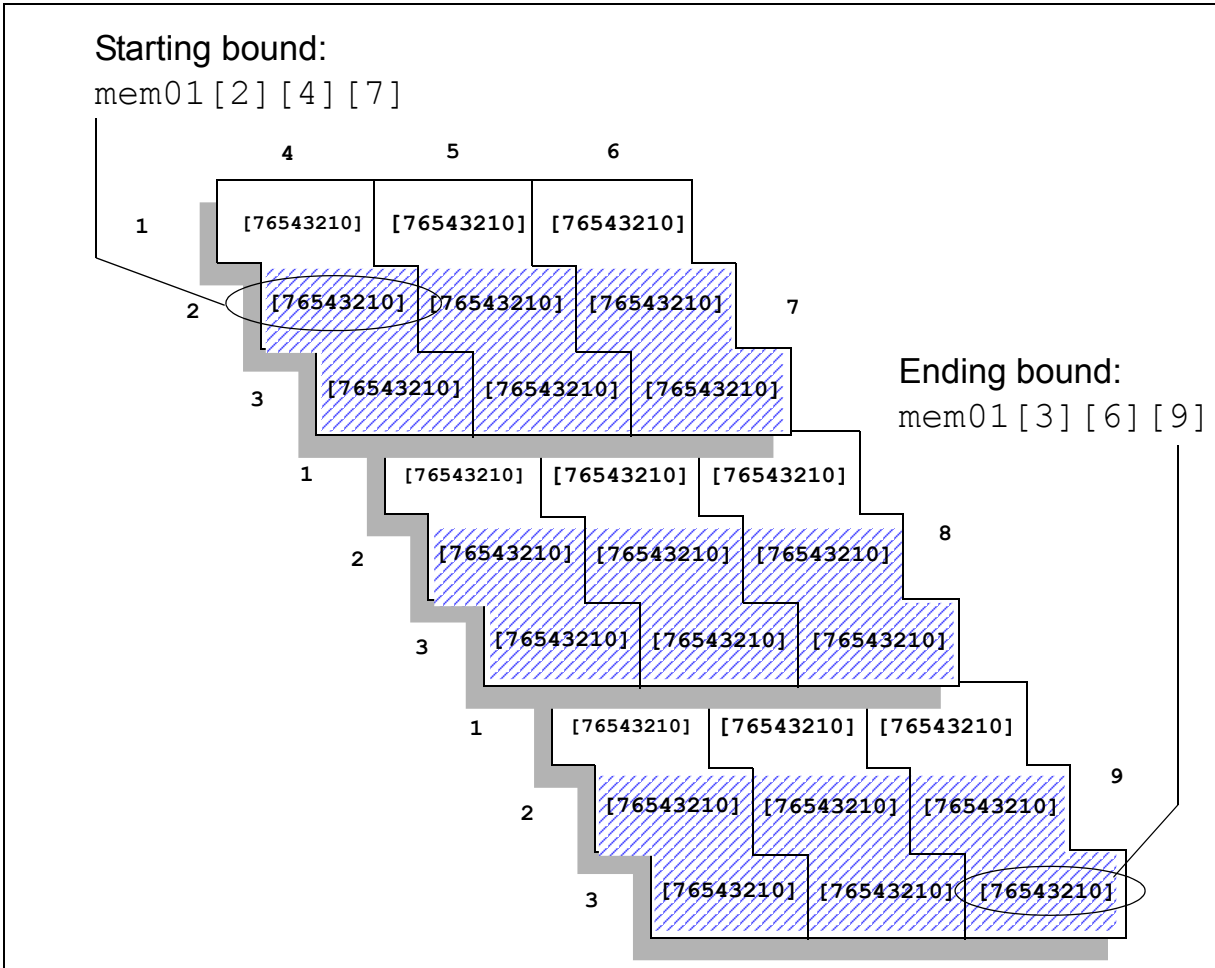 Starting bound:
mem01[2][4][7]
4 5 6
1 [76543210] [76543210] [76543210]
2 [76543210] [76543210] [76543210] 7
3 [76543210] [76543210] [76543210]
Ending bound:
mem01[3][6][9]
1 [76543210] [76543210] [76543210]
2 [76543210] [76543210] [76543210] 8
3 [76543210] [76543210] [76543210]
1 [76543210] [76543210] [76543210]
2 [76543210] [76543210] [76543210] 9
3 [76543210] [76543210] [76543210]